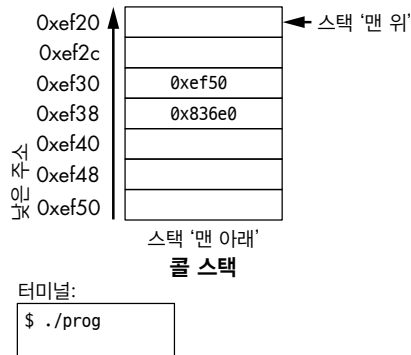 0xef20
스택 ‘맨 위’
0xef2c
0xef30 0xef50
0xef38 0x836e0
0xef40
0xef48
0xef50
낮은 주소
스택 ‘맨 아래’
콜 스택
터미널:
$ ./prog